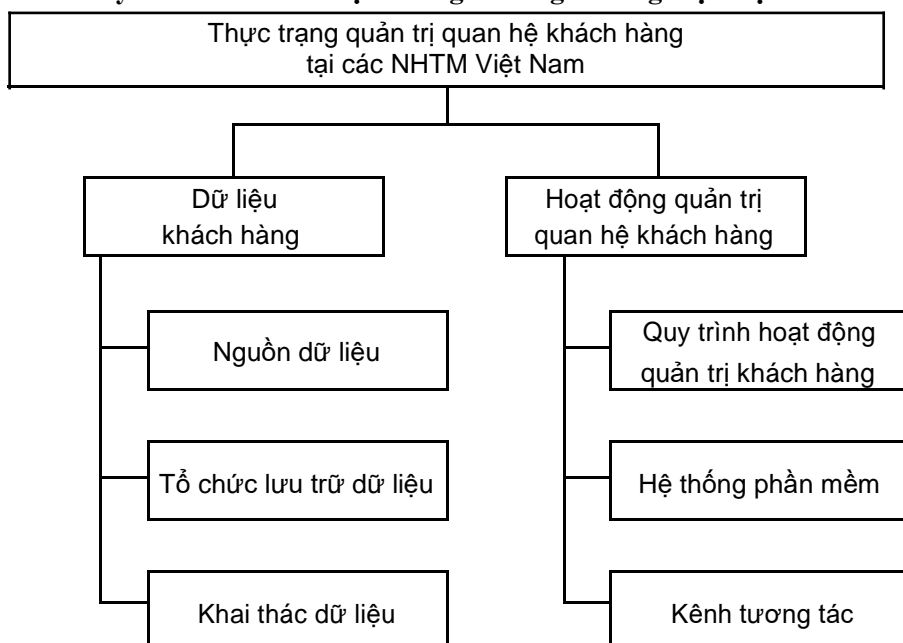 Thực trạng quản trị quan hệ khách hàng
tại các NHTM Việt Nam
Dữ liệu
khách hàng
Hoạt động quản trị
quan hệ khách hàng
Nguồn dữ liệu
Quy trình hoạt động
quản trị khách hàng
Tổ chức lưu trữ dữ liệu
Hệ thống phần mềm
Khai thác dữ liệu
Kênh tương tác